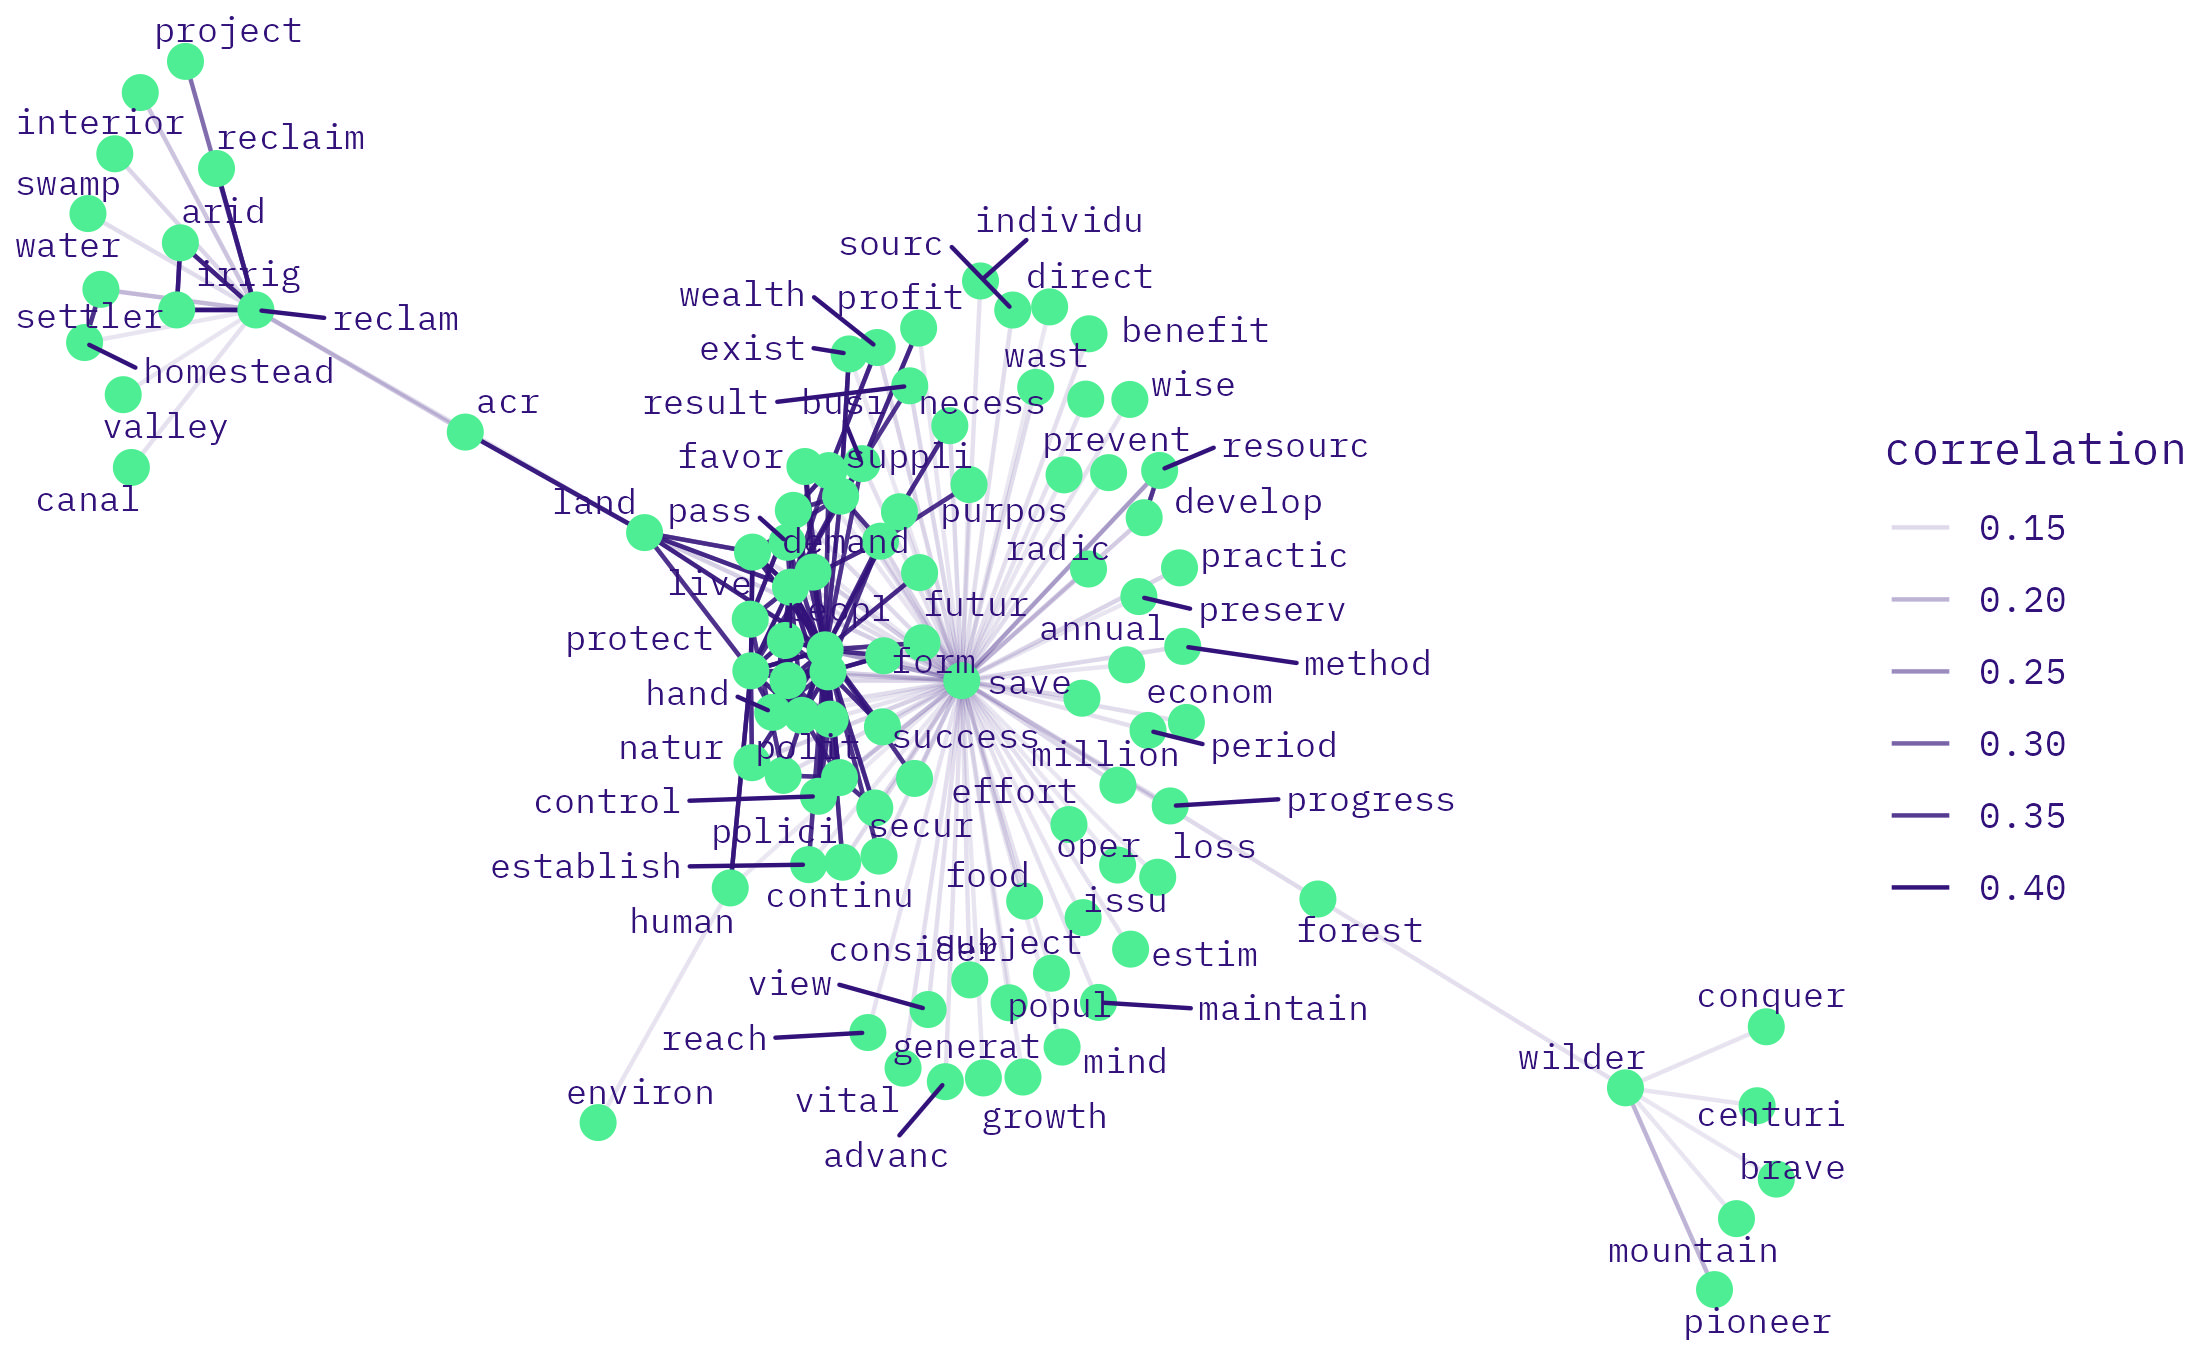 project
interior
reclaim
swamp
arid
water
irrig
settler
reclam
homestead
valley
canal
acr
land
individu
sourc
direct
wealth
profit
benefit
exist
wast
wise
result
busi
necess
prevent
resourc
favor
suppli
pass
purpos
develop
demand
radic
practic
live
peopl
futur
preserv
protect
annual
form
method
hand
save
econom
natur
point
success
million
period
control
effort
progress
polici
secur
oper
loss
establish
food
continu
issu
human
forest
consider
subject
estim
view
popul
maintain
reach
generat
mind
environ
vital
growth
advanc
conquer
wilder
centuri
brave
mountain
pioneer
correlation
0.15
0.20
0.25
0.30
0.35
0.40